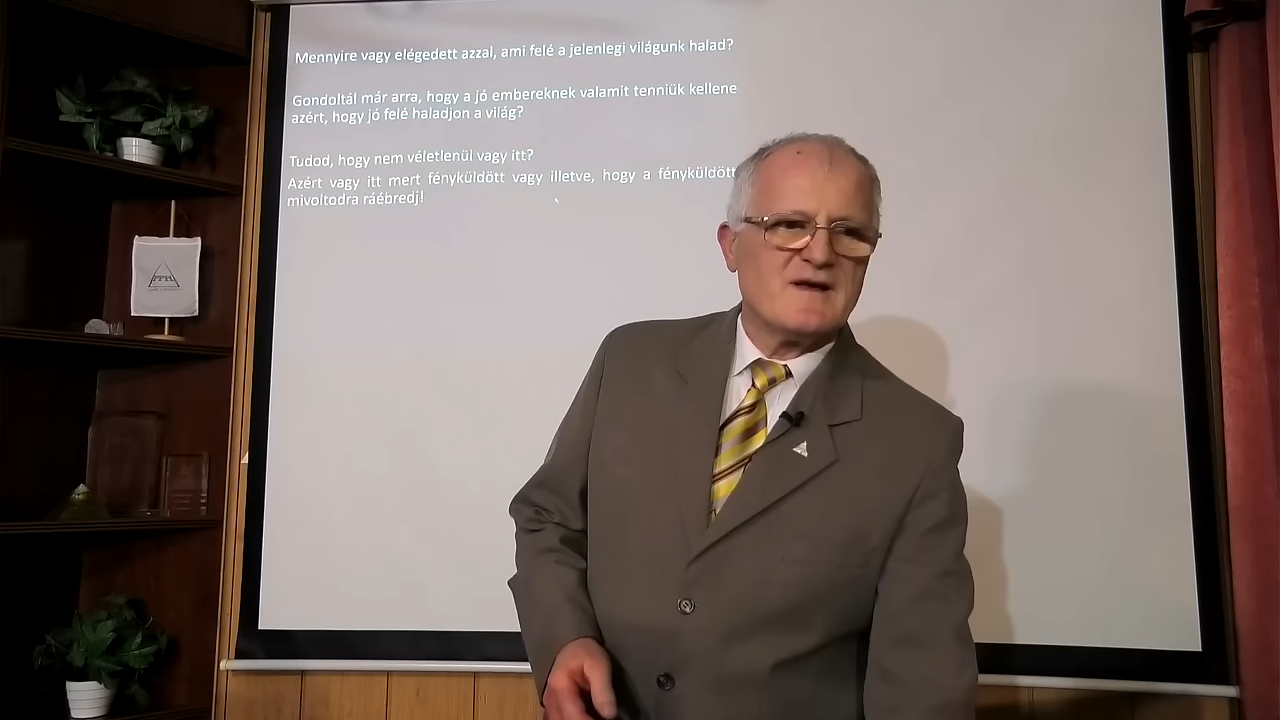 Mennyire vagy elégedett azzal, ami felé a jelenlegi világunk halad?
Gondoltál már arra, hogy a jó embereknek valamit tenniük kellene
azért, hogy jó felé haladjon a világ?
Tudod, hogy nem véletlenül vagy itt?
Azért vagy itt mert fényküldött vagy illetve, hogy a fényküldött
mivoltodra ráébredj!